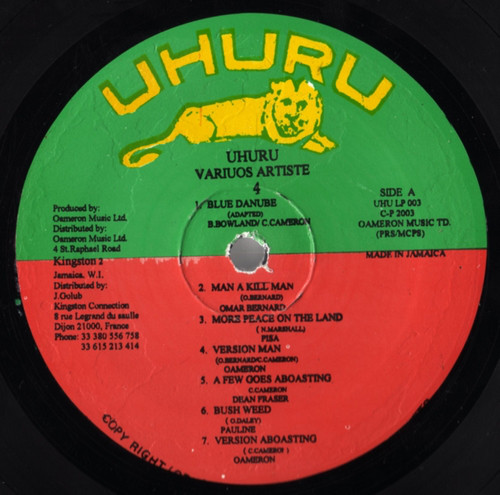 UHURU
UHURU
VARIUOS ARTISTE
4
1. BLUE DANUBE
(ADAPTED)
B.BOWLAND/ C.CAMERON
Produced by:
Oameron Music Ltd.
Distributed by:
Oameron Music Ltd.
4 St.Raphael Road
Kingston 2
Jamaica, W.I.
Distributed by:
J.Golub
Kingston Connection
8 rue Legrand du saulle
Dijon 21000, France
Phone: 33 380 556 758
33 615 213 414
SIDE A
UHU LP 003
C-P 2003
OAMERON MUSIC TD.
(PRS/MCPS)
MADE IN JAMAICA
2. MAN A KILL MAN
(O.BERNARD)
OMAR BERNARD
3. MORE PEACE ON THE LAND
( N.MARSHALL)
PISA
4. VERSION MAN
(O.BERNARD/C.CAMERON)
OAMERON
5. A FEW GOES ABOASTING
C.CAMERON
DEAN FRASER
6. BUSH WEED
( O.DALEY)
PAULINE
7. VERSION ABOASTING
( C.CAMEROI )
OAMERON
COPY RIGHT